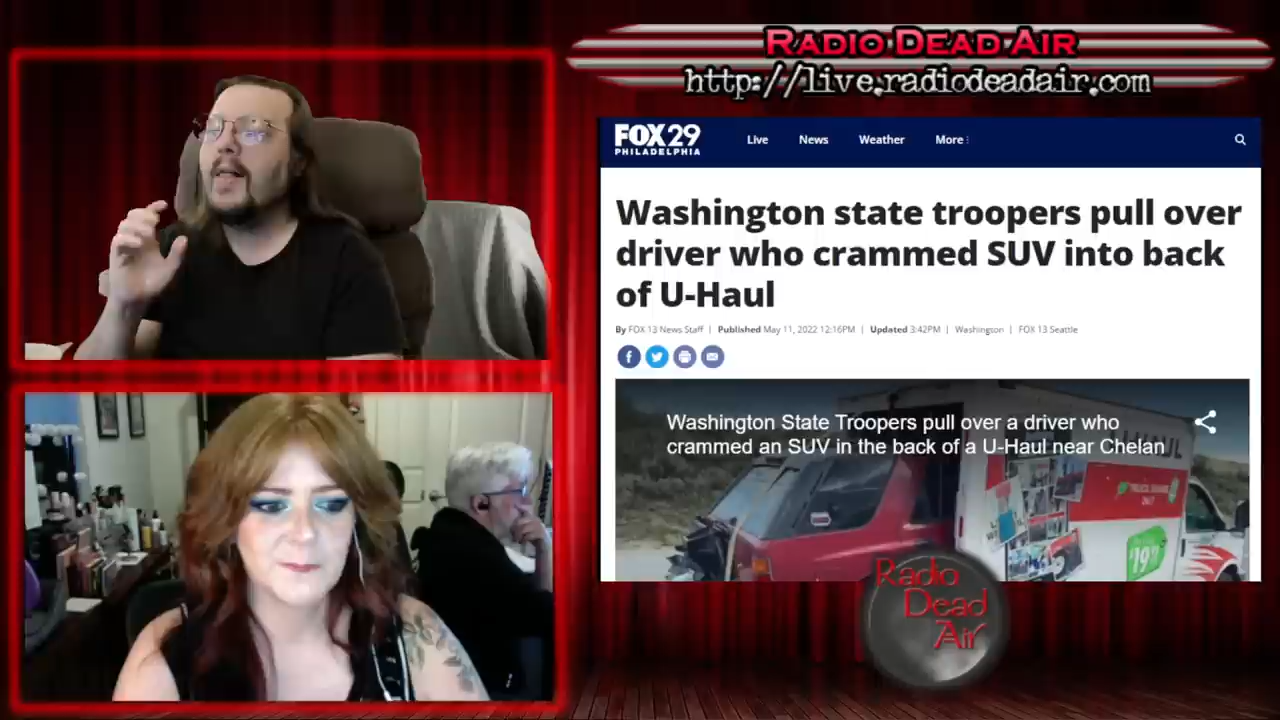 RADIO DEAD AIR
http://live.radiodeadair.com
FOX 29
PHILADELPHIA
Live News Weather More
Washington state troopers pull over
driver who crammed SUV into back
of U-Haul
By FOX 13 News Staff | Published May 11, 2022 12:16PM | Updated 3:42PM | Washington | FOX 13 Seattle
Washington State Troopers pull over a driver who
crammed an SUV in the back of a U-Haul near Chelan
Radio
Dead
Air